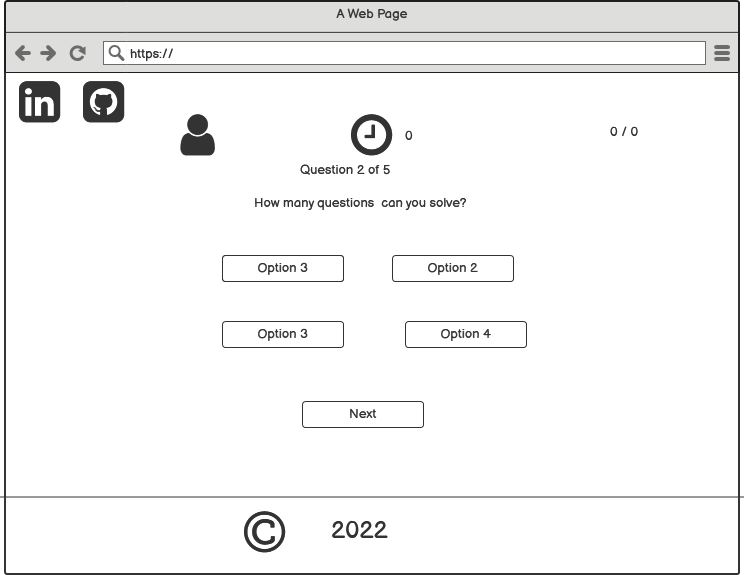 A Web Page
https://
in
0
0 / 0
Question 2 of 5
How many questions  can you solve?
Option 3
Option 2
Option 3
Option 4
Next
© 2022